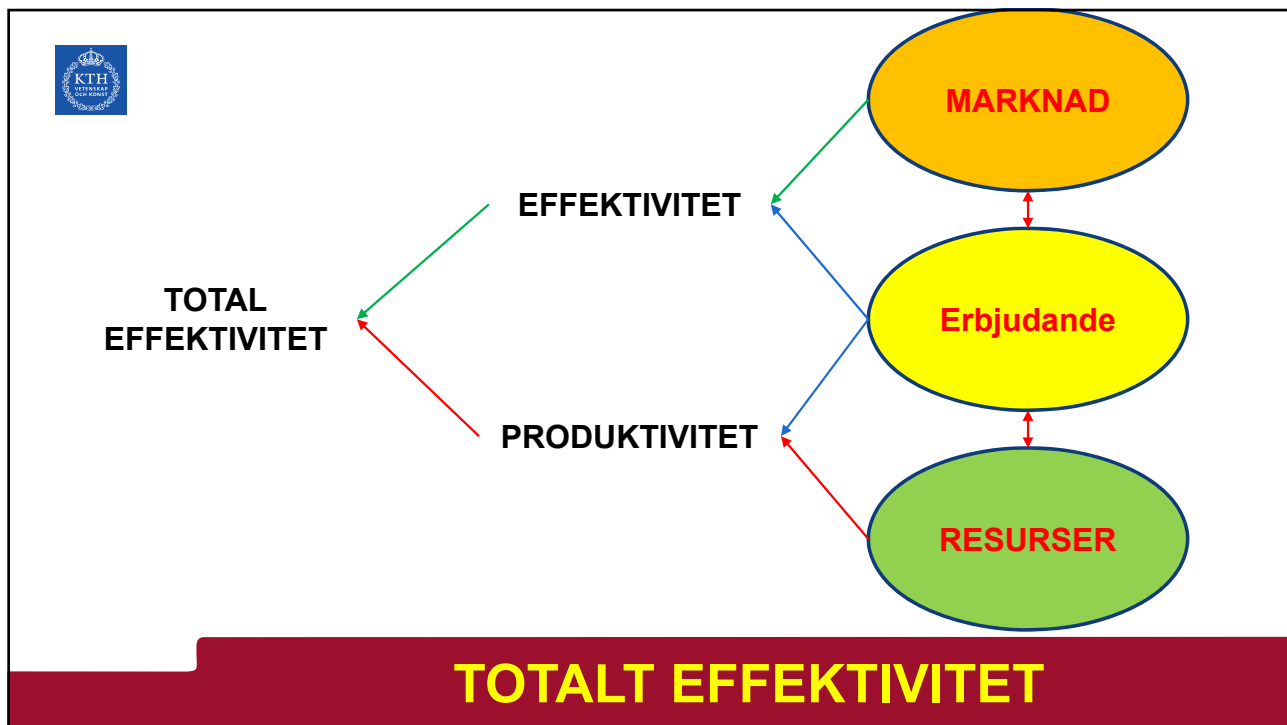 KTH
VETENSKAP
OCH KONST
MARKNAD
EFFEKTIVITET
TOTAL
EFFEKTIVITET
Erbjudande
PRODUKTIVITET
RESURSER
TOTALT EFFEKTIVITET